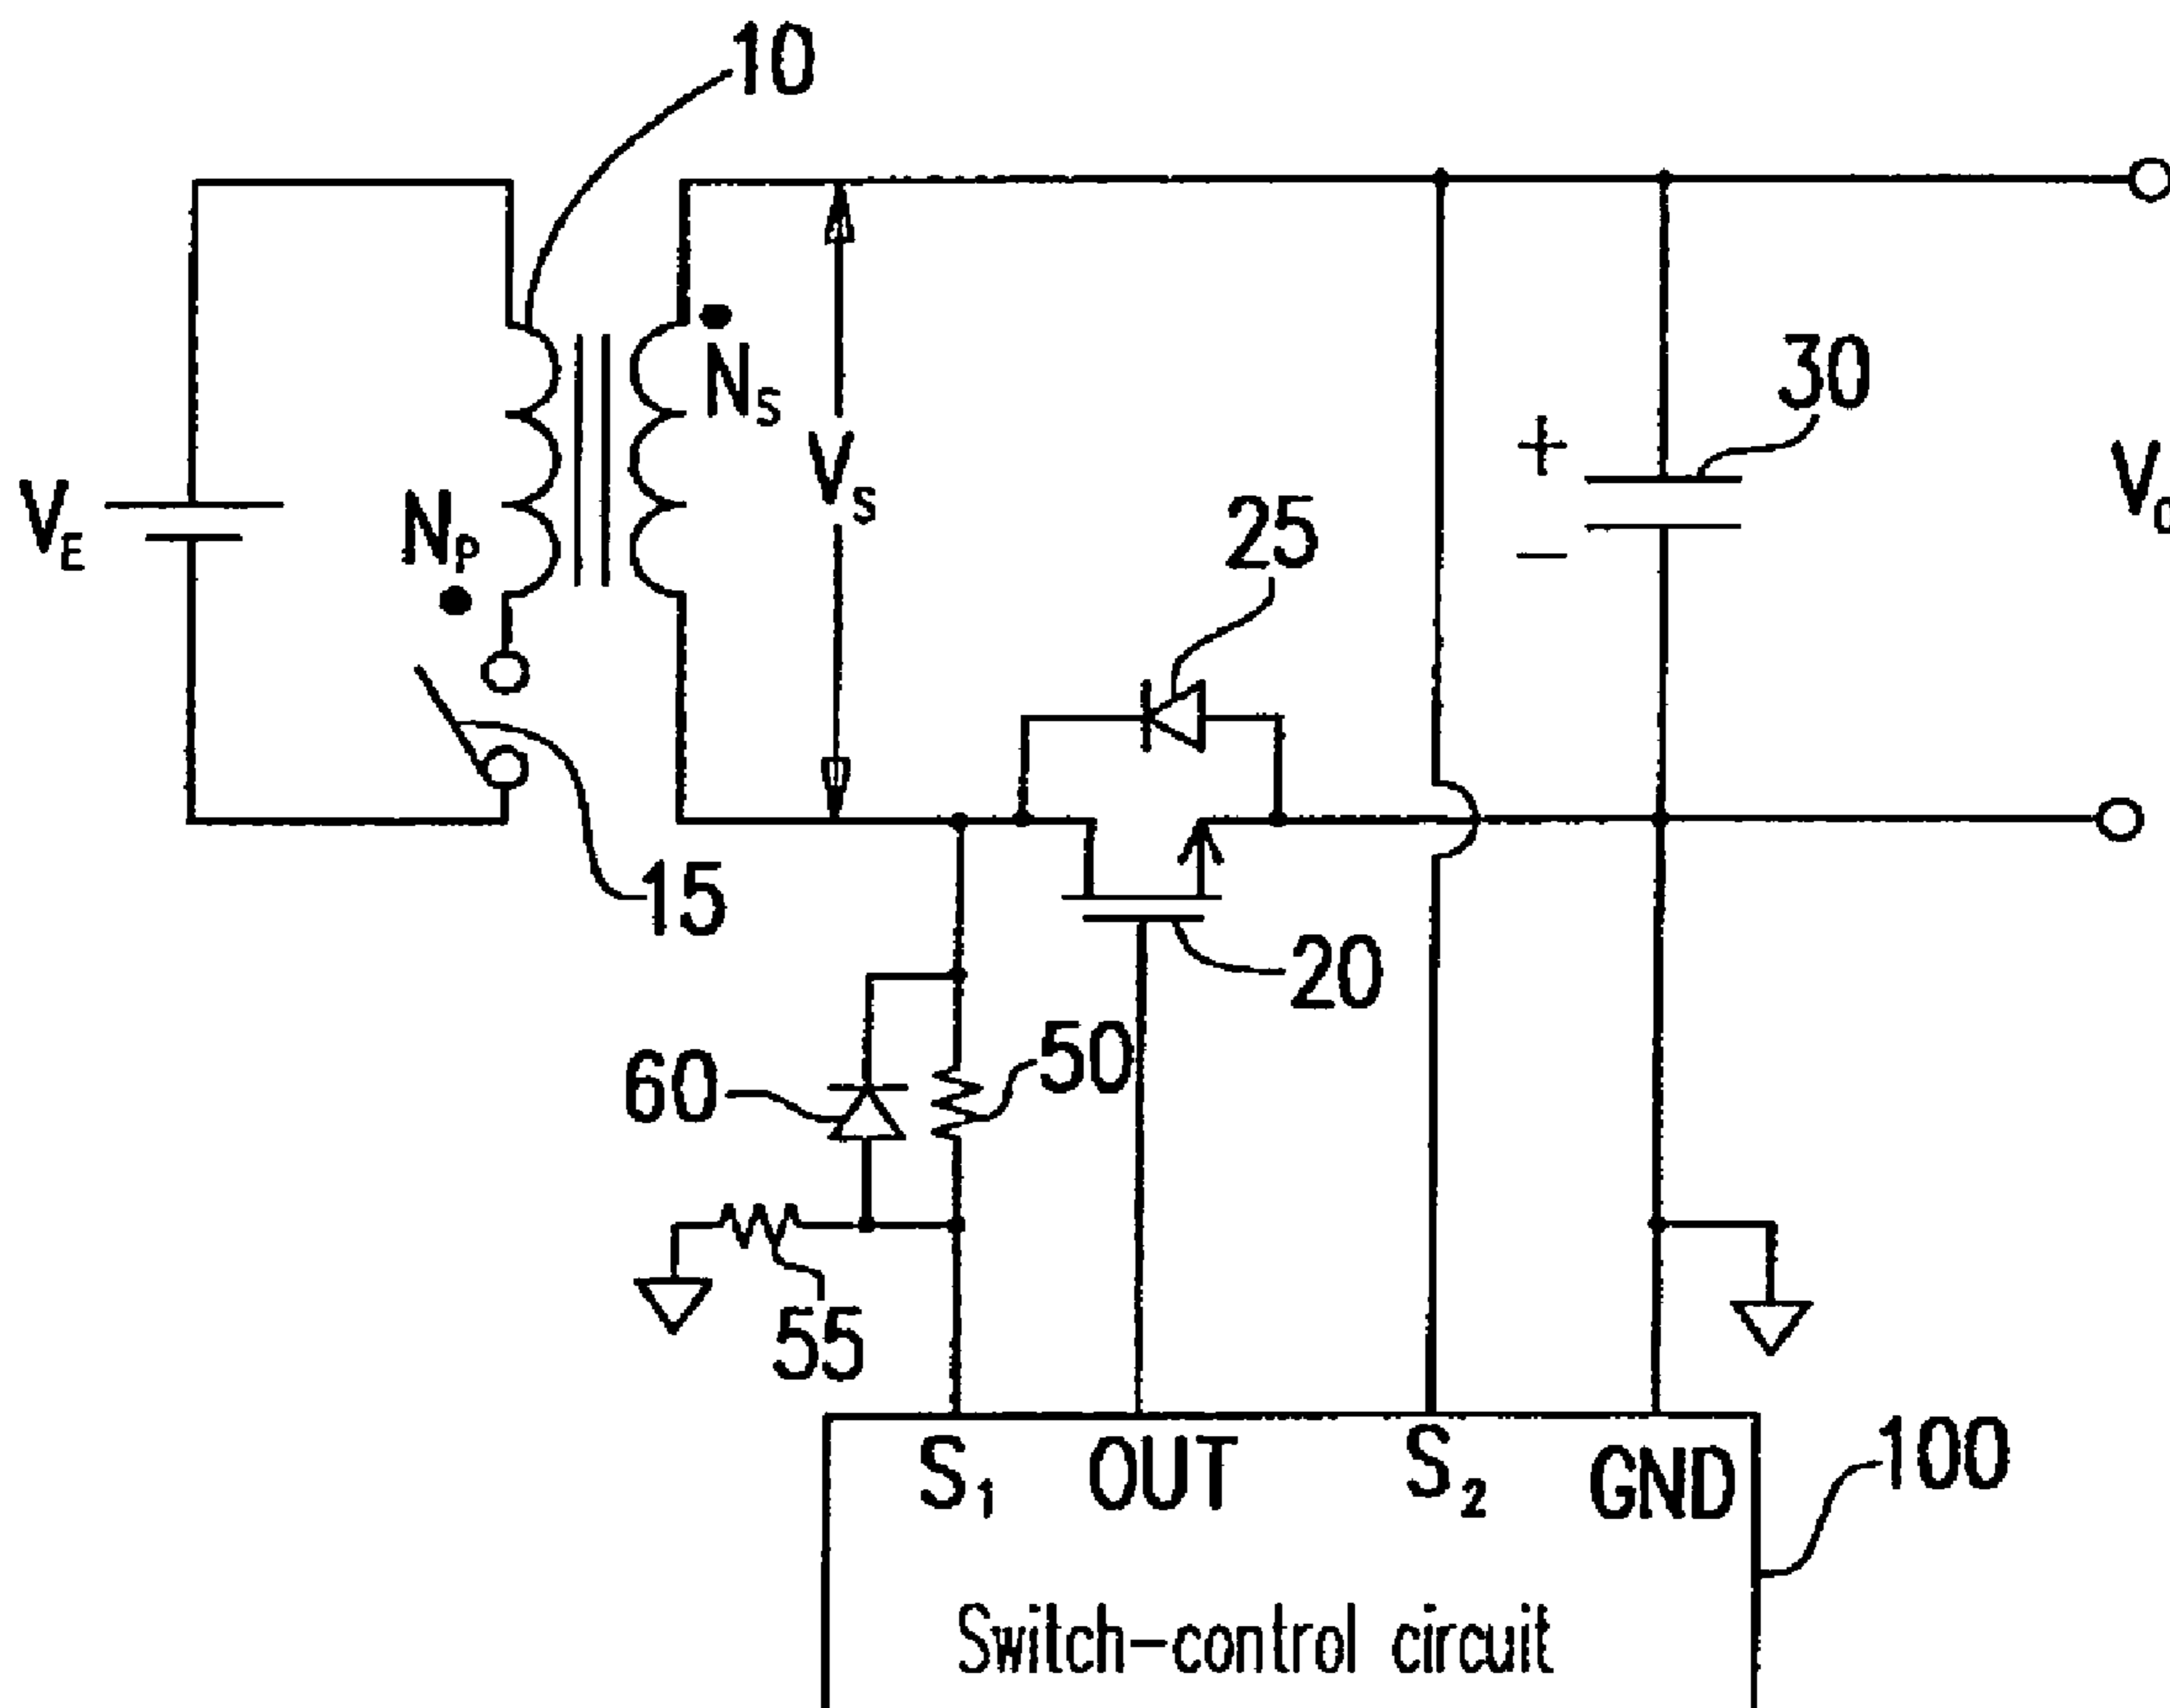 10
30
N_S
V_S
V_E
N_P
25
V_O
15
20
50
60
55
S_1 OUT S_2 GND
100
Switch-control circuit